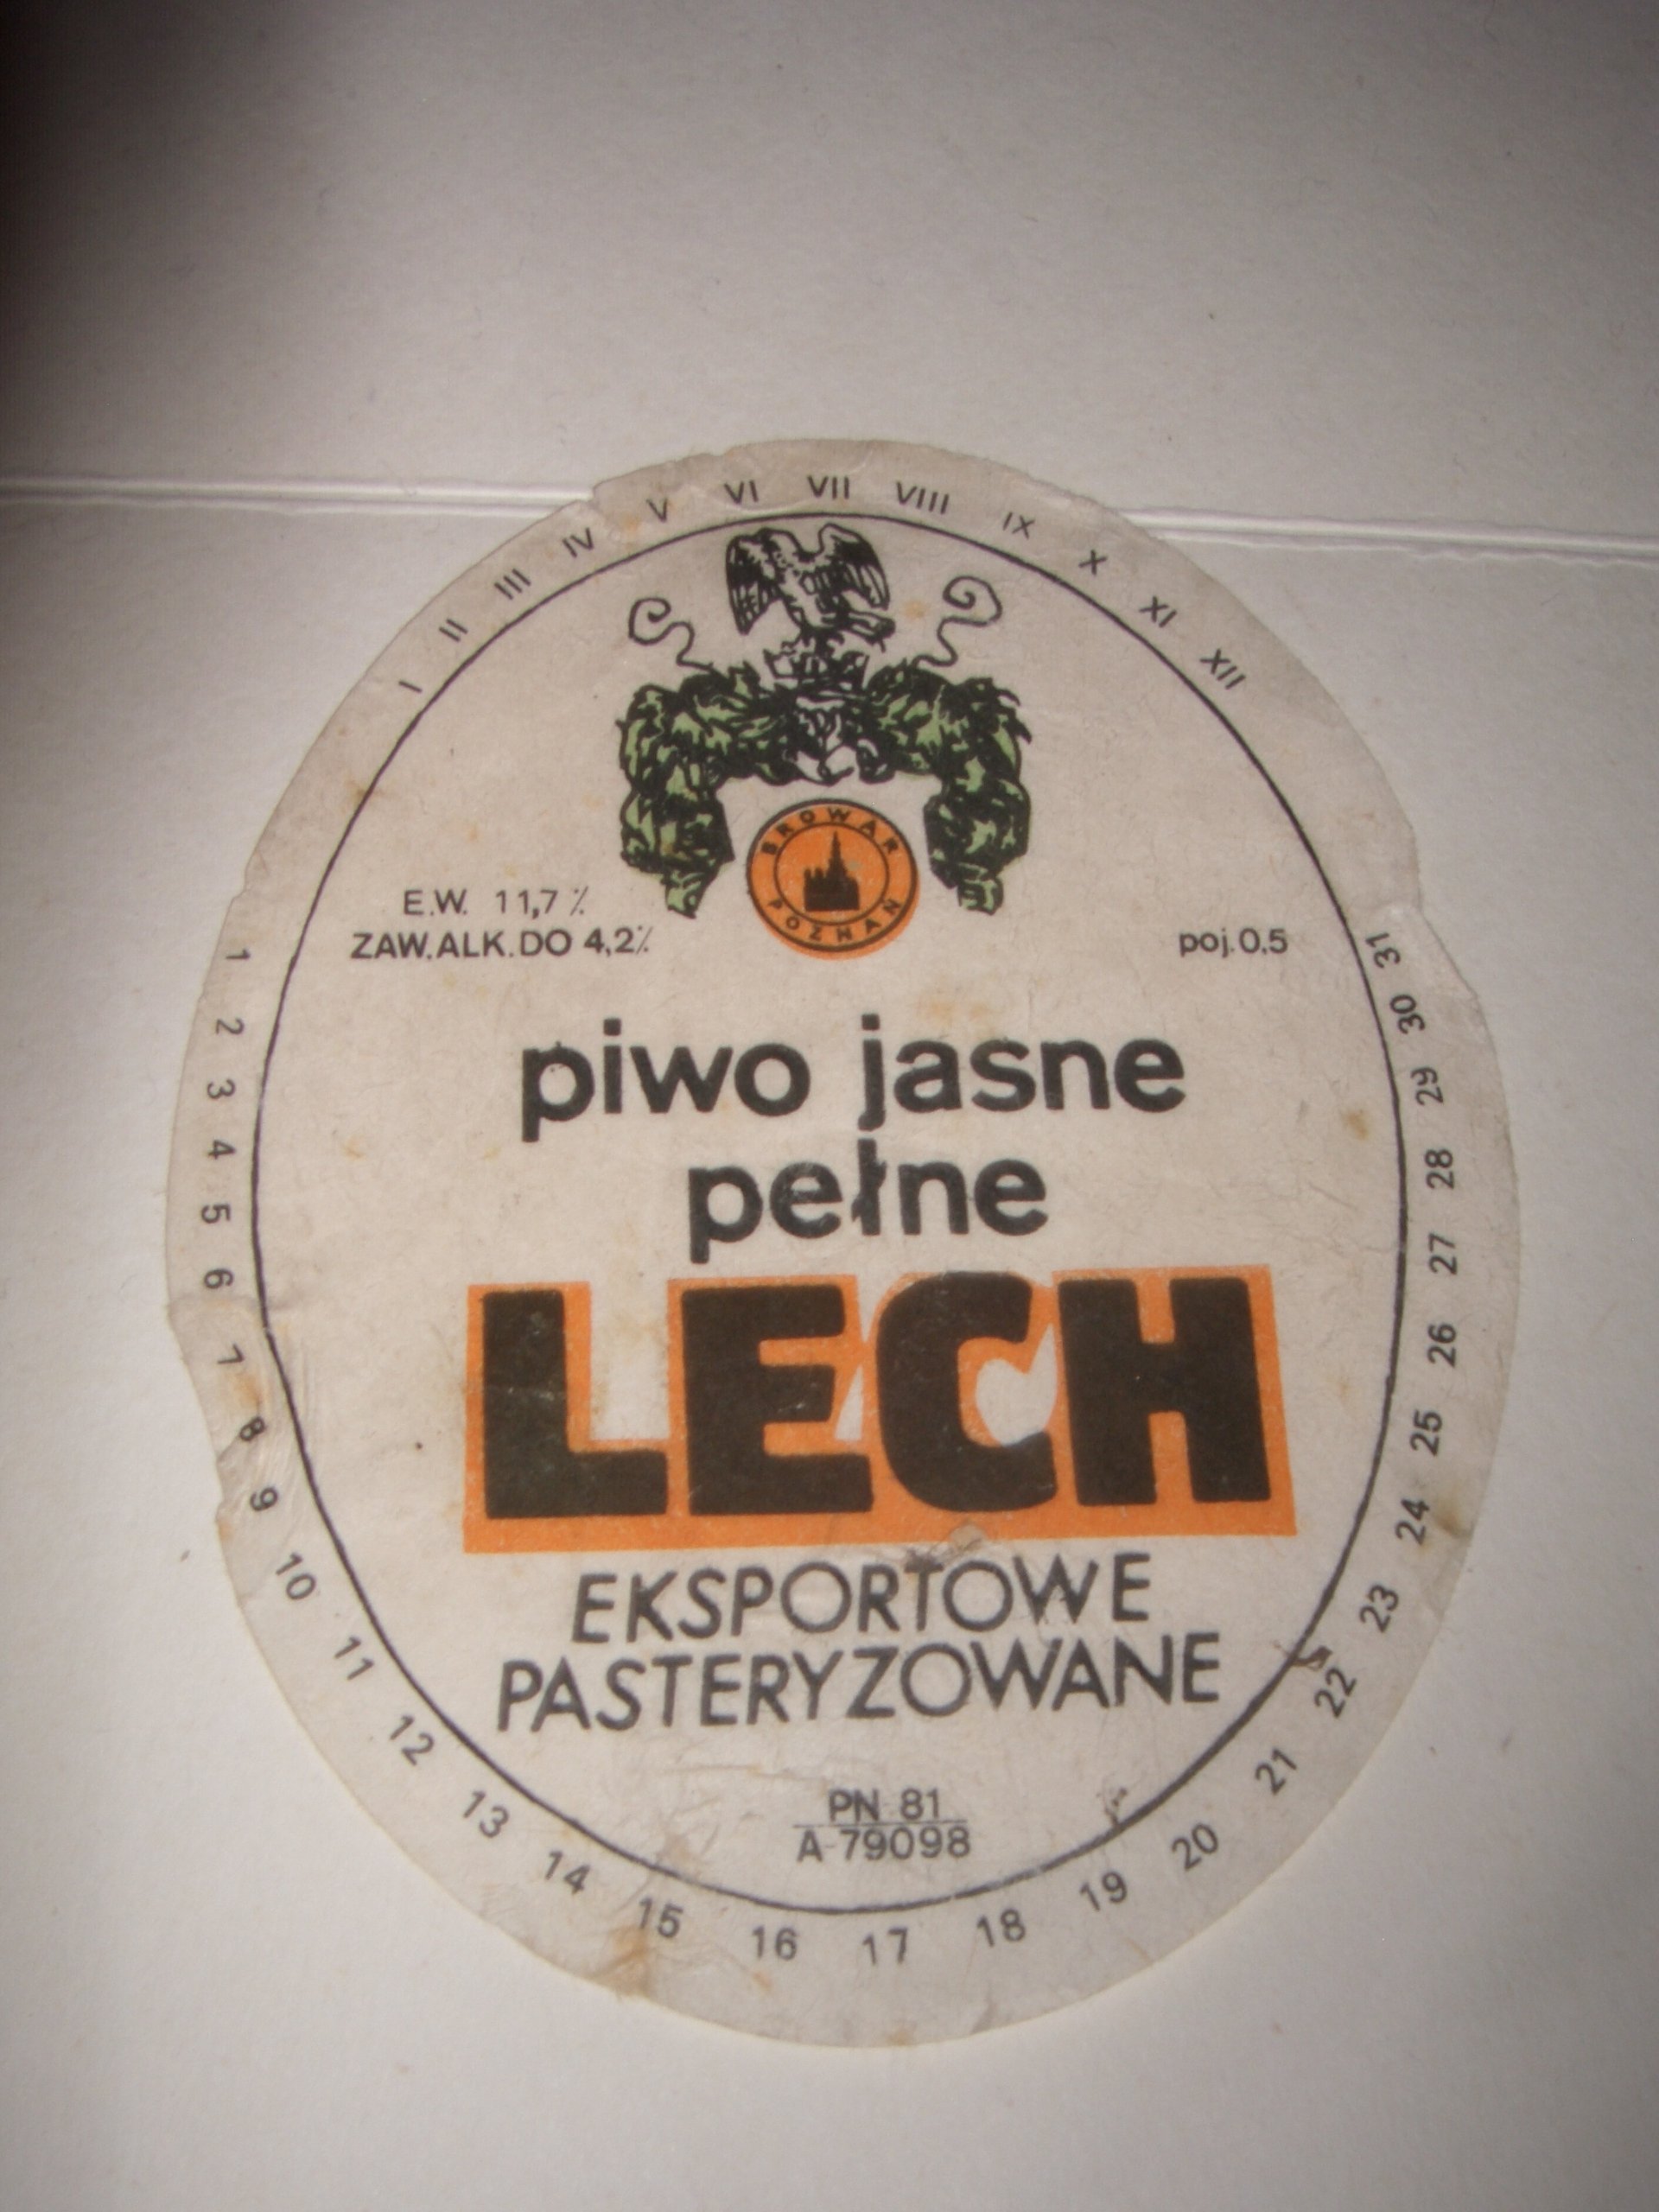 I II III IV V VI VII VIII IX X XI XII
BROWAR
POZNAŃ
E.W. 11,7 %
ZAW.ALK.DO 4,2%
poj.0,5
piwo jasne
pełne
LECH
EKSPORTOWE
PASTERYZOWANE
PN 81
A-79098
1 2 3 4 5 6 7 8 9 10 11 12 13 14 15 16 17 18 19 20 21 22 23 24 25 26 27 28 29 30 31